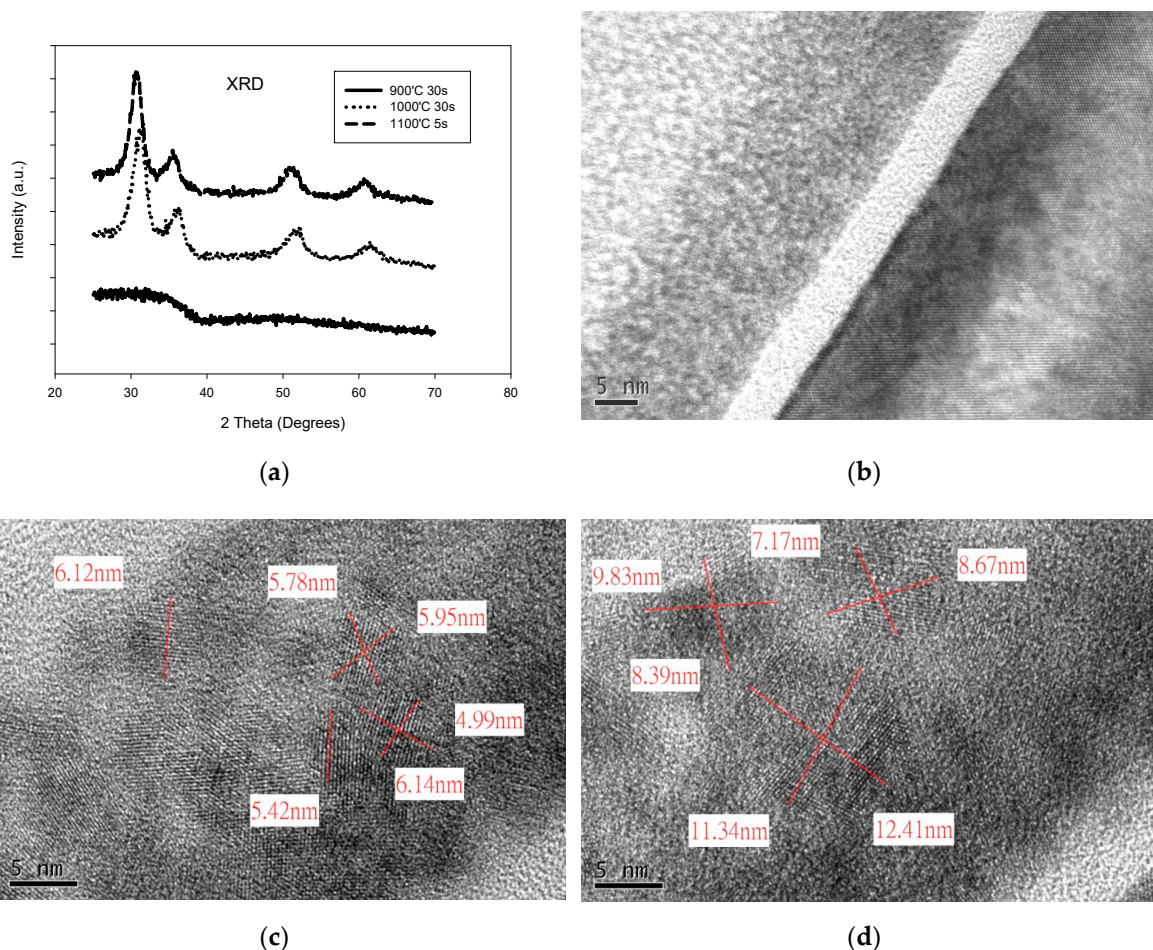 XRD
900'C 30s
1000'C 30s
1100'C 5s
Intensity (a.u.)
20 30 40 50 60 70 80
2 Theta (Degrees)
(a)
5 nm
(b)
6.12nm
5.78nm
5.95nm
4.99nm
6.14nm
5.42nm
5 nm
(c)
7.17nm
9.83nm
8.67nm
8.39nm
11.34nm
12.41nm
5 nm
(d)